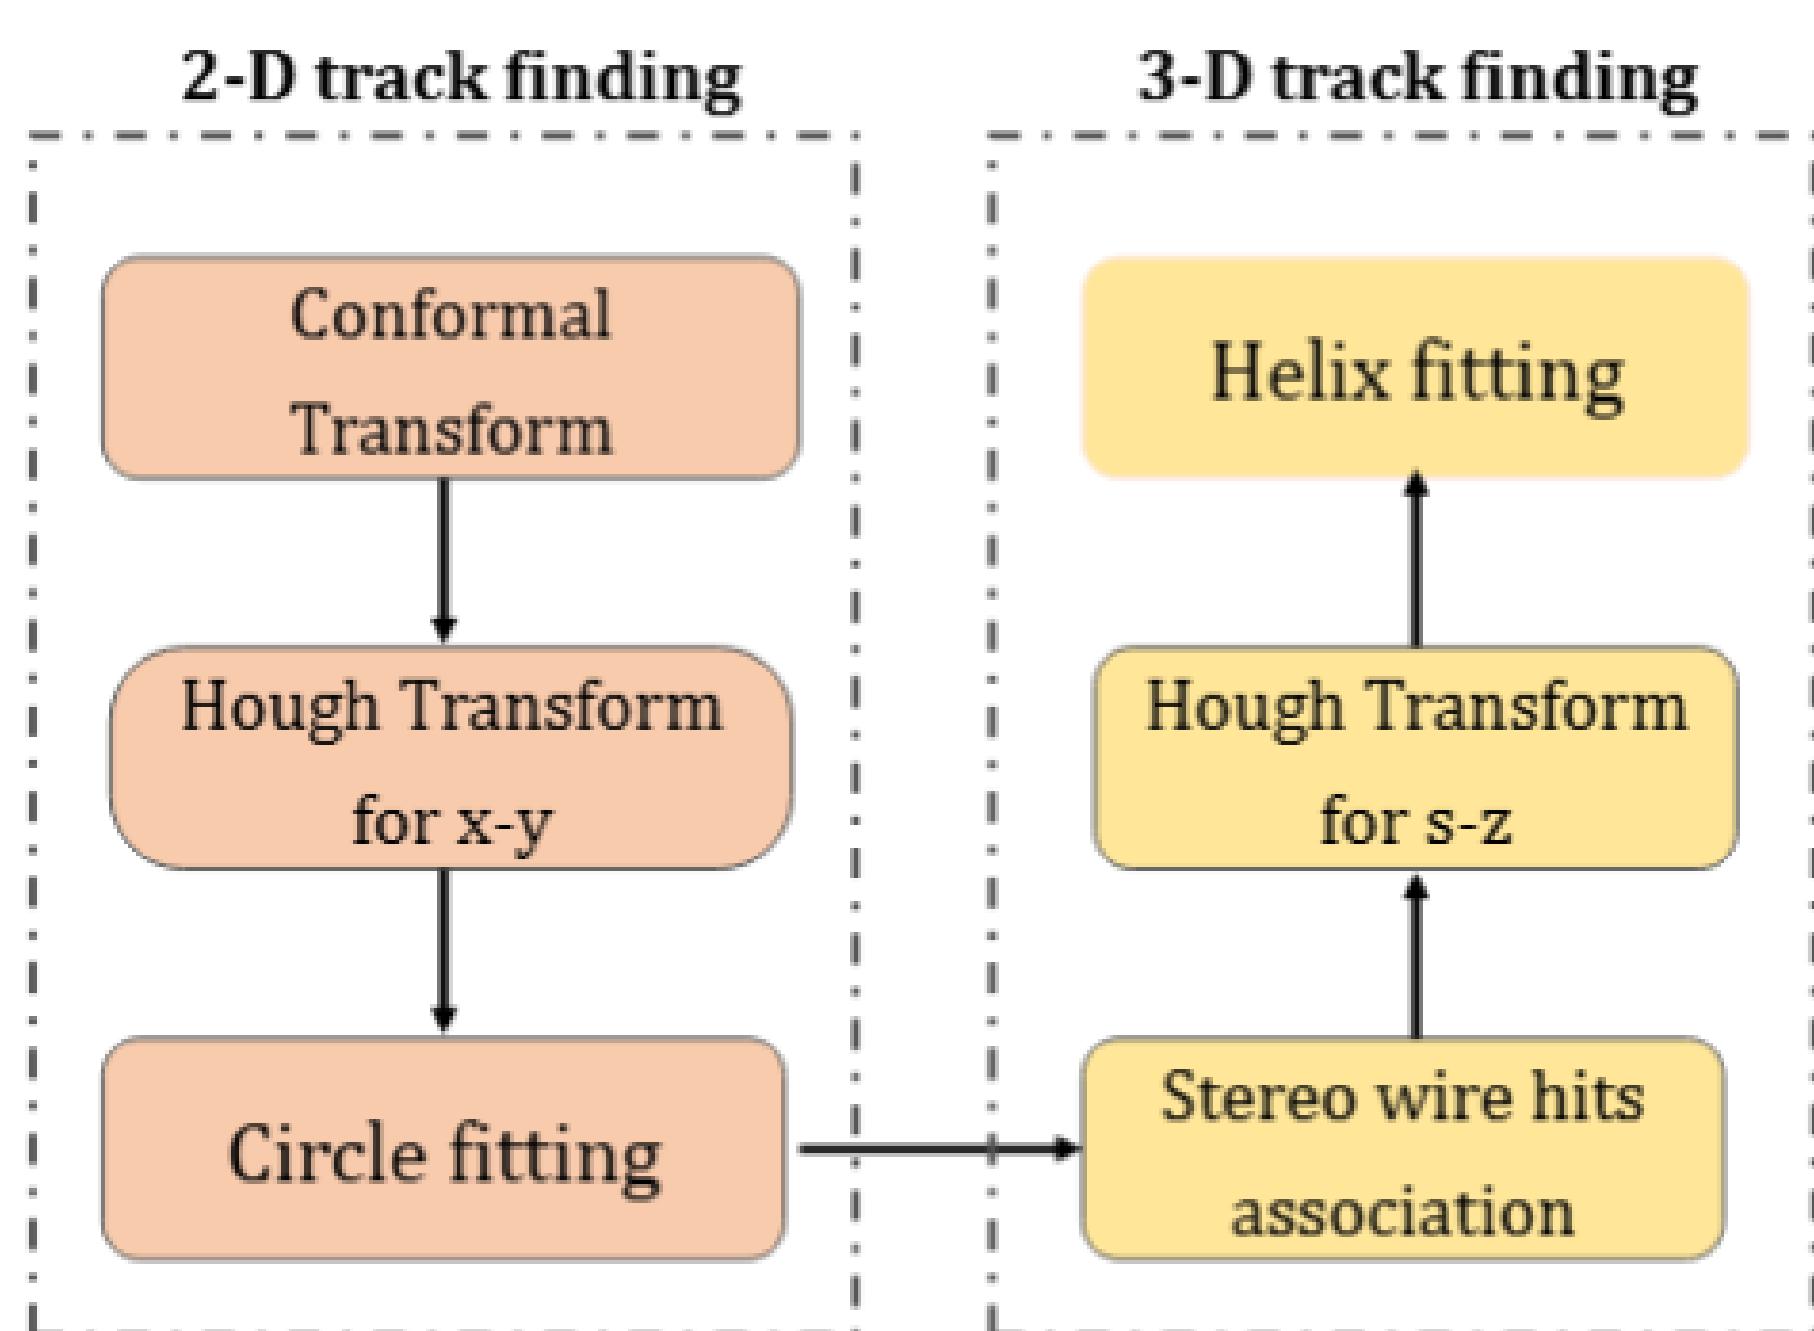 2-D track finding
Conformal
Transform
Hough Transform
for x-y
Circle fitting
3-D track finding
Helix fitting
Hough Transform
for s-z
Stereo wire hits
association